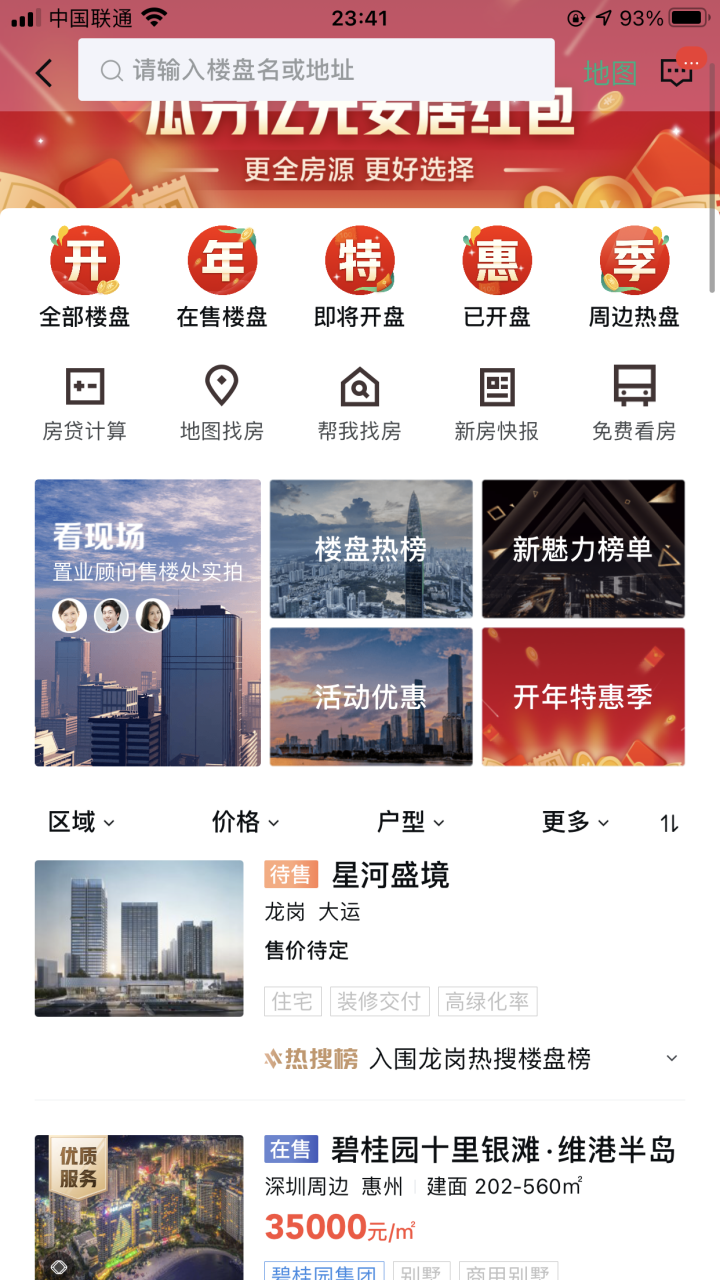 中国联通 23:41 93%
请输入楼盘名或地址 地图
瓜分亿元安居红包
更全房源 更好选择
开 年 特 惠 季
全部楼盘 在售楼盘 即将开盘 已开盘 周边热盘
房贷计算 地图找房 帮我找房 新房快报 免费看房
看现场
置业顾问售楼处实拍
楼盘热榜
新魅力榜单
活动优惠
开年特惠季
区域 价格 户型 更多
待售 星河盛境
龙岗 大运
售价待定
住宅 装修交付 高绿化率
热搜榜 入围龙岗热搜楼盘榜
优质
服务
在售 碧桂园十里银滩·维港半岛
深圳周边 惠州 建面 202-560㎡
35000元/㎡
碧桂园集团 别墅 商用别墅